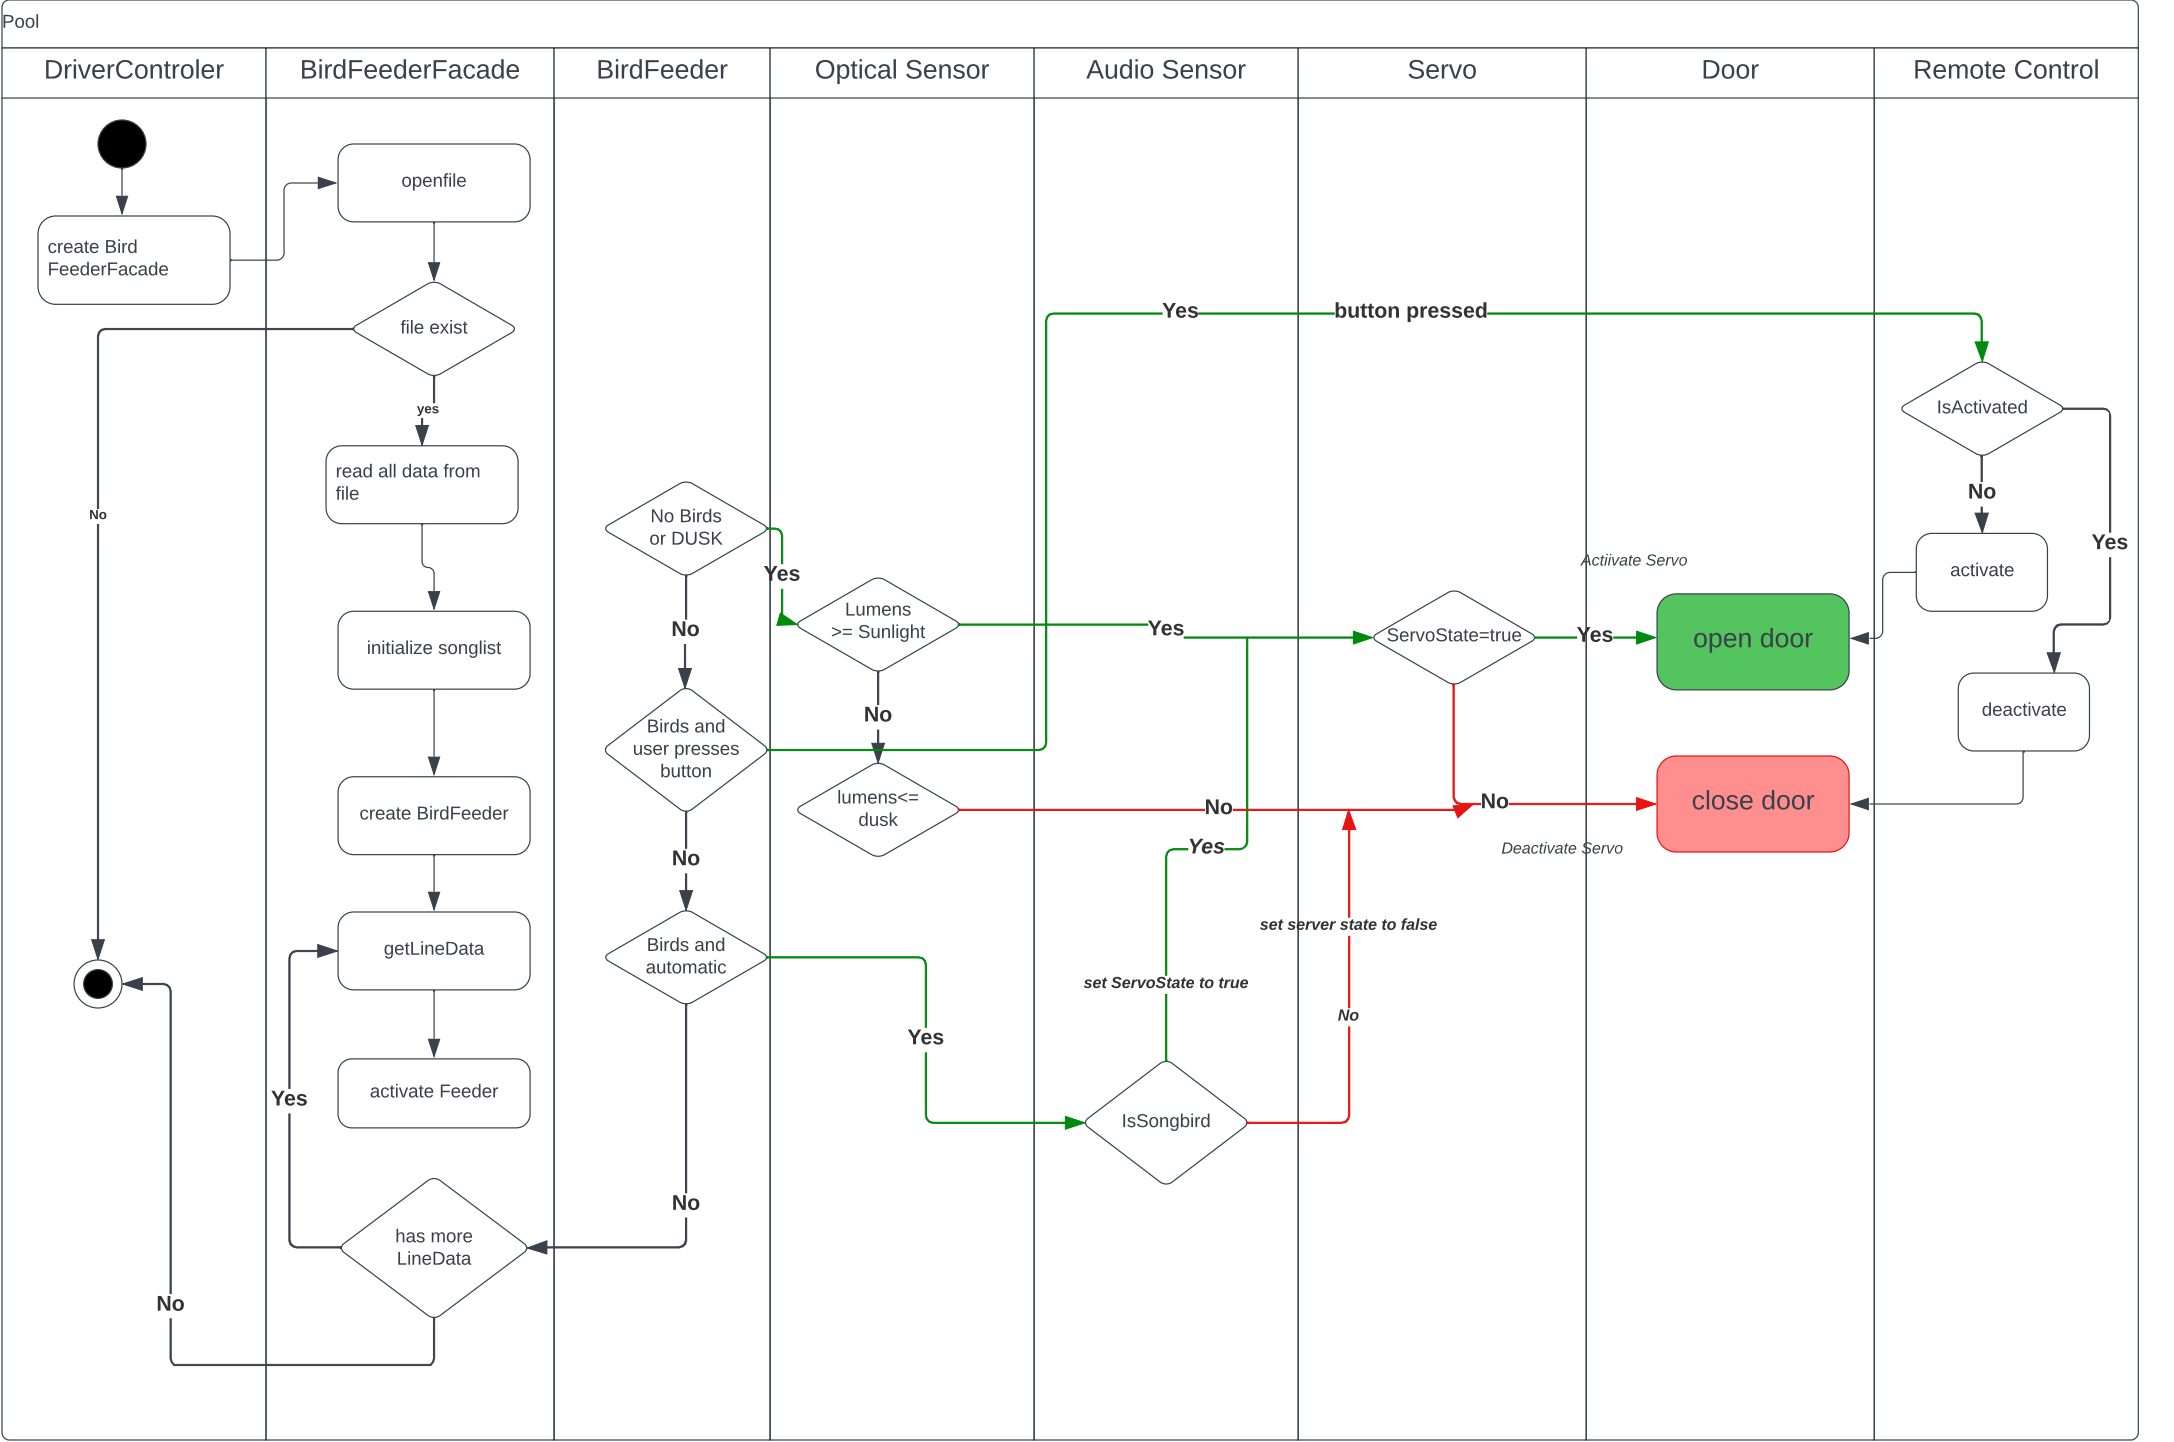 Pool
DriverControler
BirdFeederFacade
BirdFeeder
Optical Sensor
Audio Sensor
Servo
Door
Remote Control
create Bird
FeederFacade
openfile
file exist
yes
No
read all data from
file
initialize songlist
create BirdFeeder
getLineData
activate Feeder
Yes
has more
LineData
No
No Birds
or DUSK
Yes
No
Birds and
user presses
button
Yes
button pressed
No
Birds and
automatic
Yes
No
Lumens
>= Sunlight
Yes
No
lumens<=
dusk
No
Yes
set ServoState to true
IsSongbird
set server state to false
No
ServoState=true
Yes
No
Actiivate Servo
open door
close door
Deactivate Servo
IsActivated
No
Yes
activate
deactivate